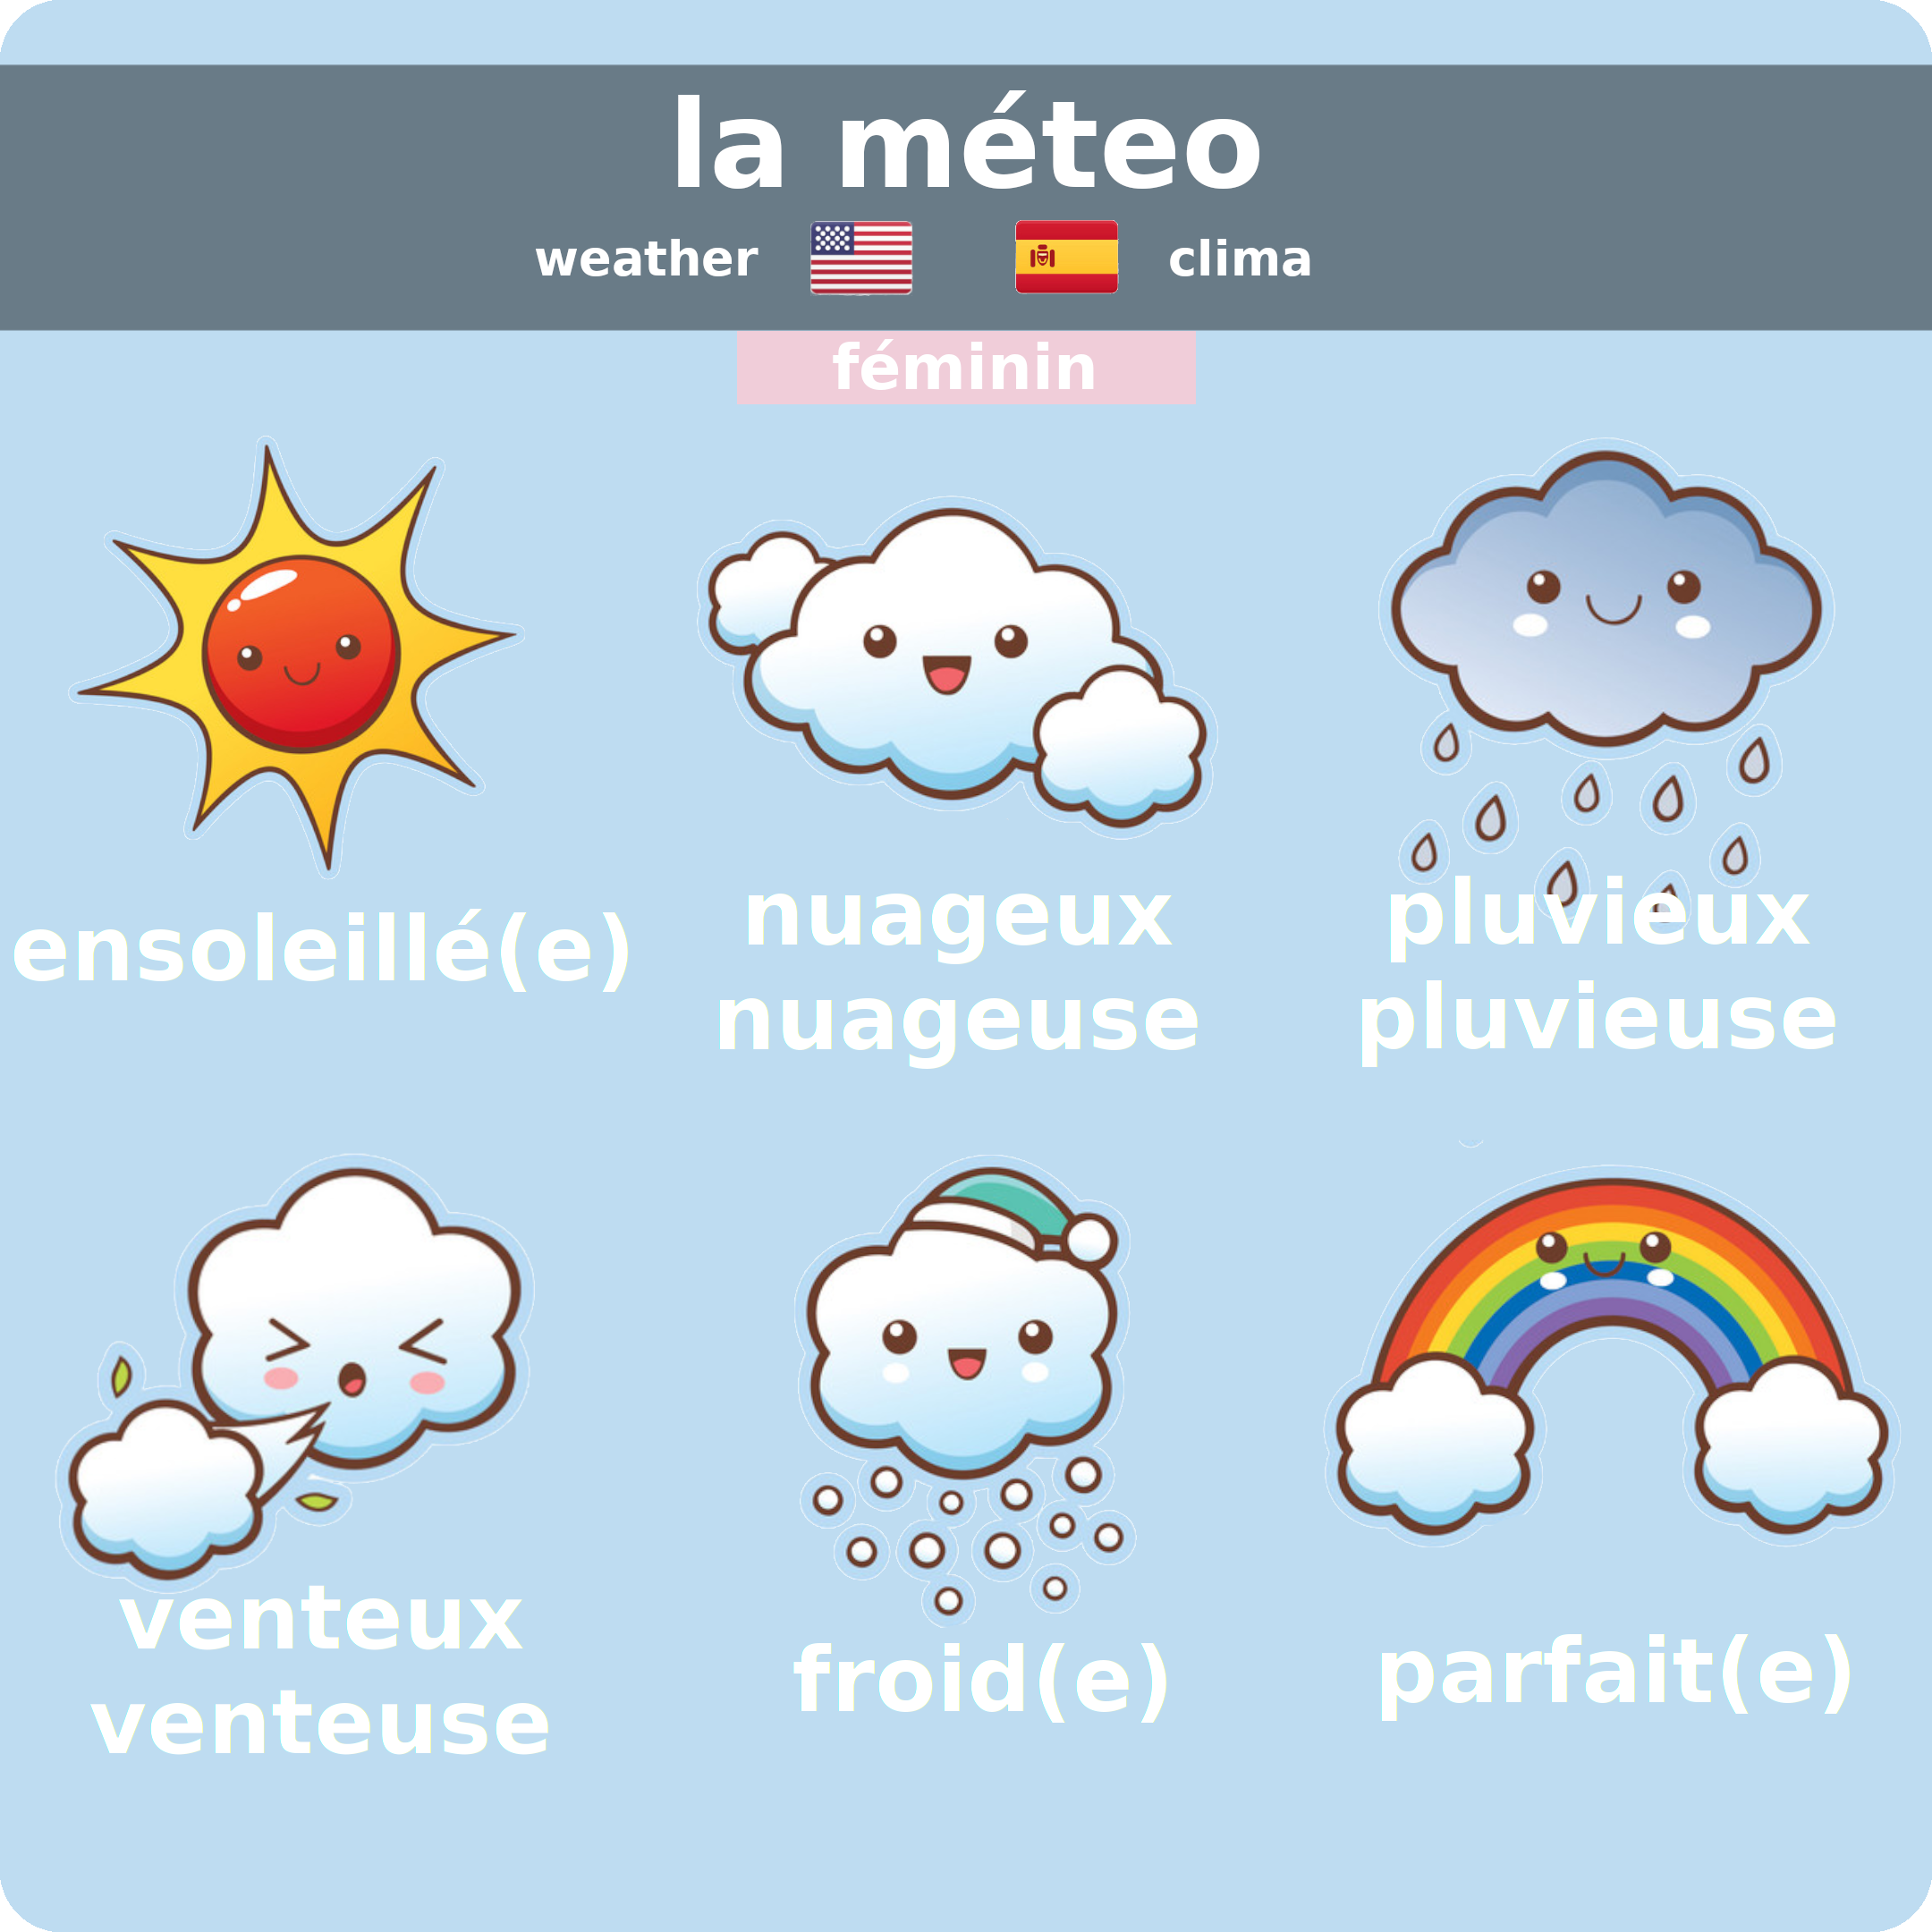 la méteo
weather clima
féminin
ensoleillé(e)
nuageux
nuageuse
pluvieux
pluvieuse
venteux
venteuse
froid(e)
parfait(e)